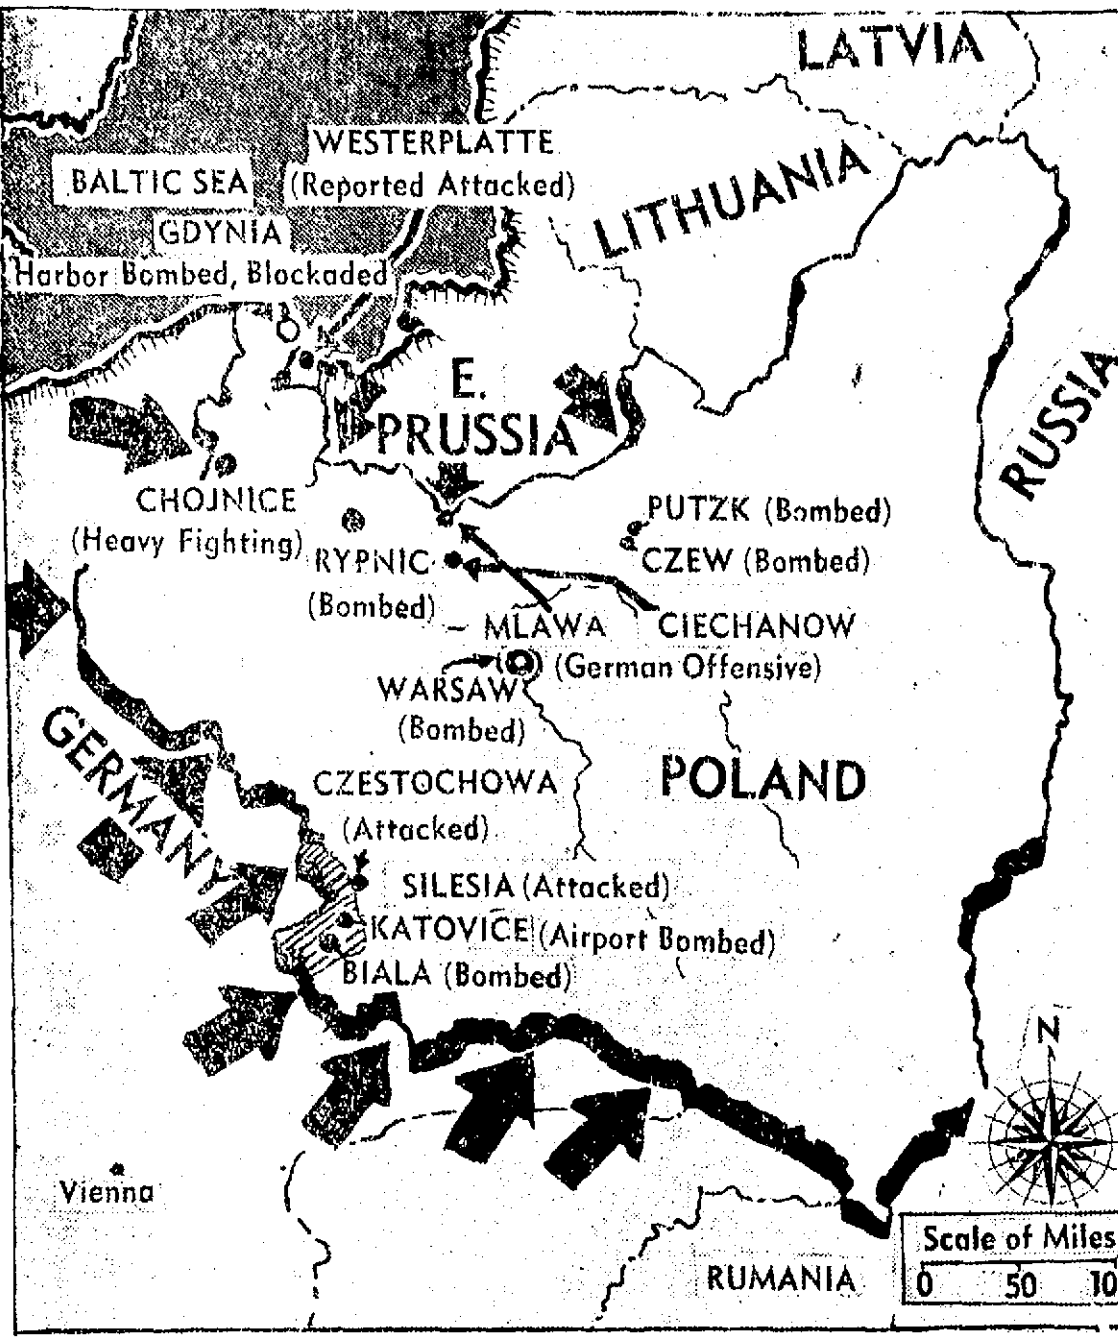 LATVIA
WESTERPLATTE
(Reported Attacked)
BALTIC SEA
LITHUANIA
GDYNIA
Harbor Bombed, Blockaded
RUSSIA
E.
PRUSSIA
CHOJNICE
(Heavy Fighting)
PUTZK (Bombed)
CZEW (Bombed)
RYPNIC
(Bombed)
MLAWA
CIECHANOW
(German Offensive)
WARSAW
(Bombed)
GERMANY
POLAND
CZESTOCHOWA
(Attacked)
SILESIA (Attacked)
KATOVICE (Airport Bombed)
BIALA (Bombed)
N
Vienna
RUMANIA
Scale of Miles
0 50 10